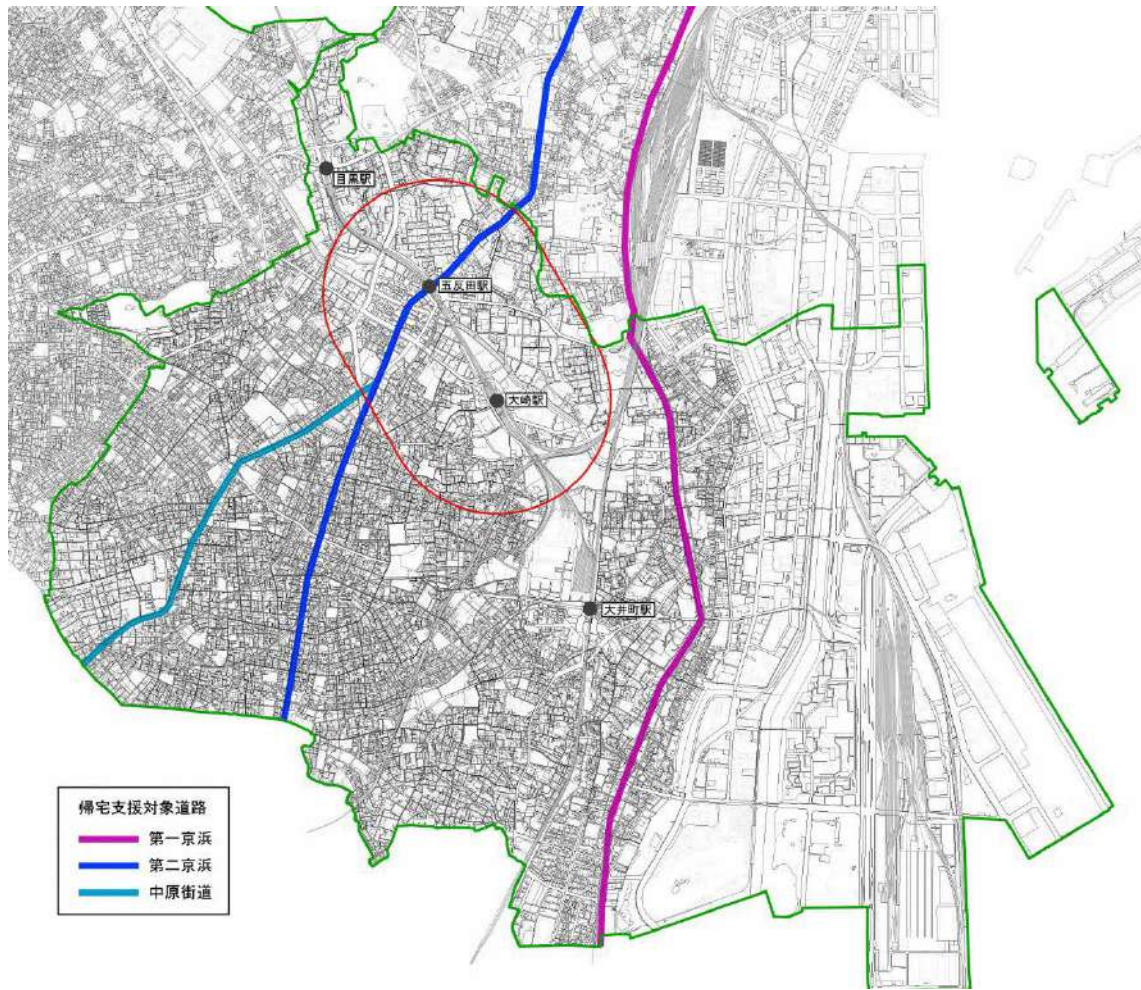 目黒駅
五反田駅
大崎駅
大井町駅
帰宅支援対象道路
第一京浜
第二京浜
中原街道